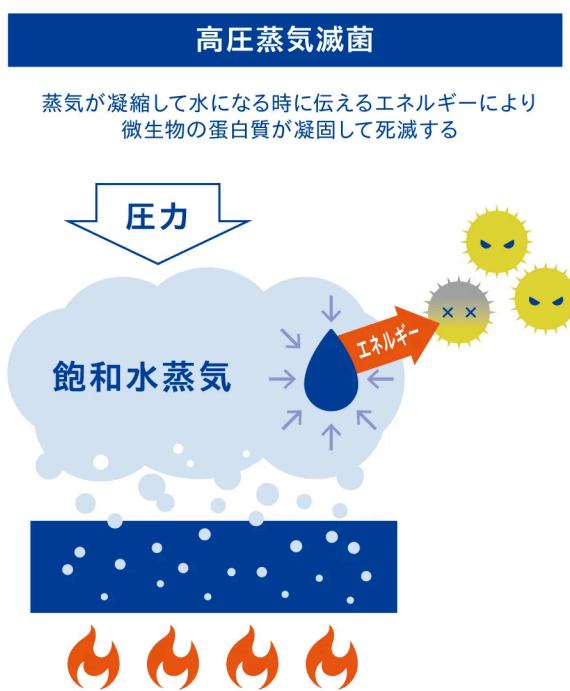 高圧蒸気滅菌
蒸気が凝縮して水になる時に伝えるエネルギーにより
微生物の蛋白質が凝固して死滅する
圧力
エネルギー
飽和水蒸気